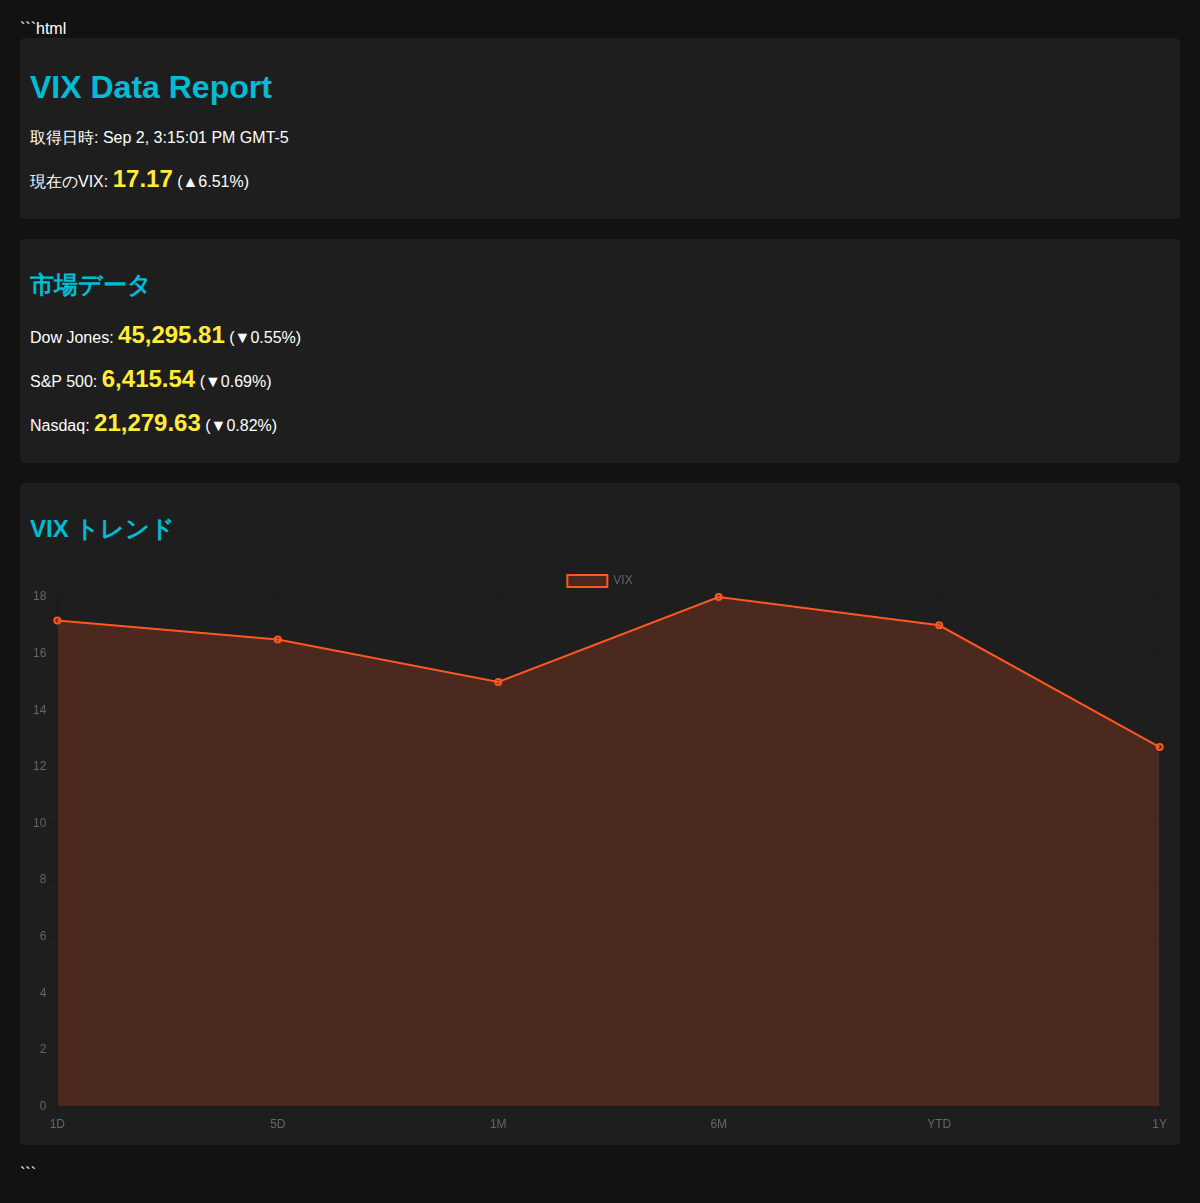 ```html
VIX Data Report
取得日時: Sep 2, 3:15:01 PM GMT-5
現在のVIX: 17.17 (▲6.51%)
市場データ
Dow Jones: 45,295.81 (▼0.55%)
S&P 500: 6,415.54 (▼0.69%)
Nasdaq: 21,279.63 (▼0.82%)
VIX トレンド
VIX
18
16
14
12
10
8
6
4
2
0
1D 5D 1M 6M YTD 1Y
```